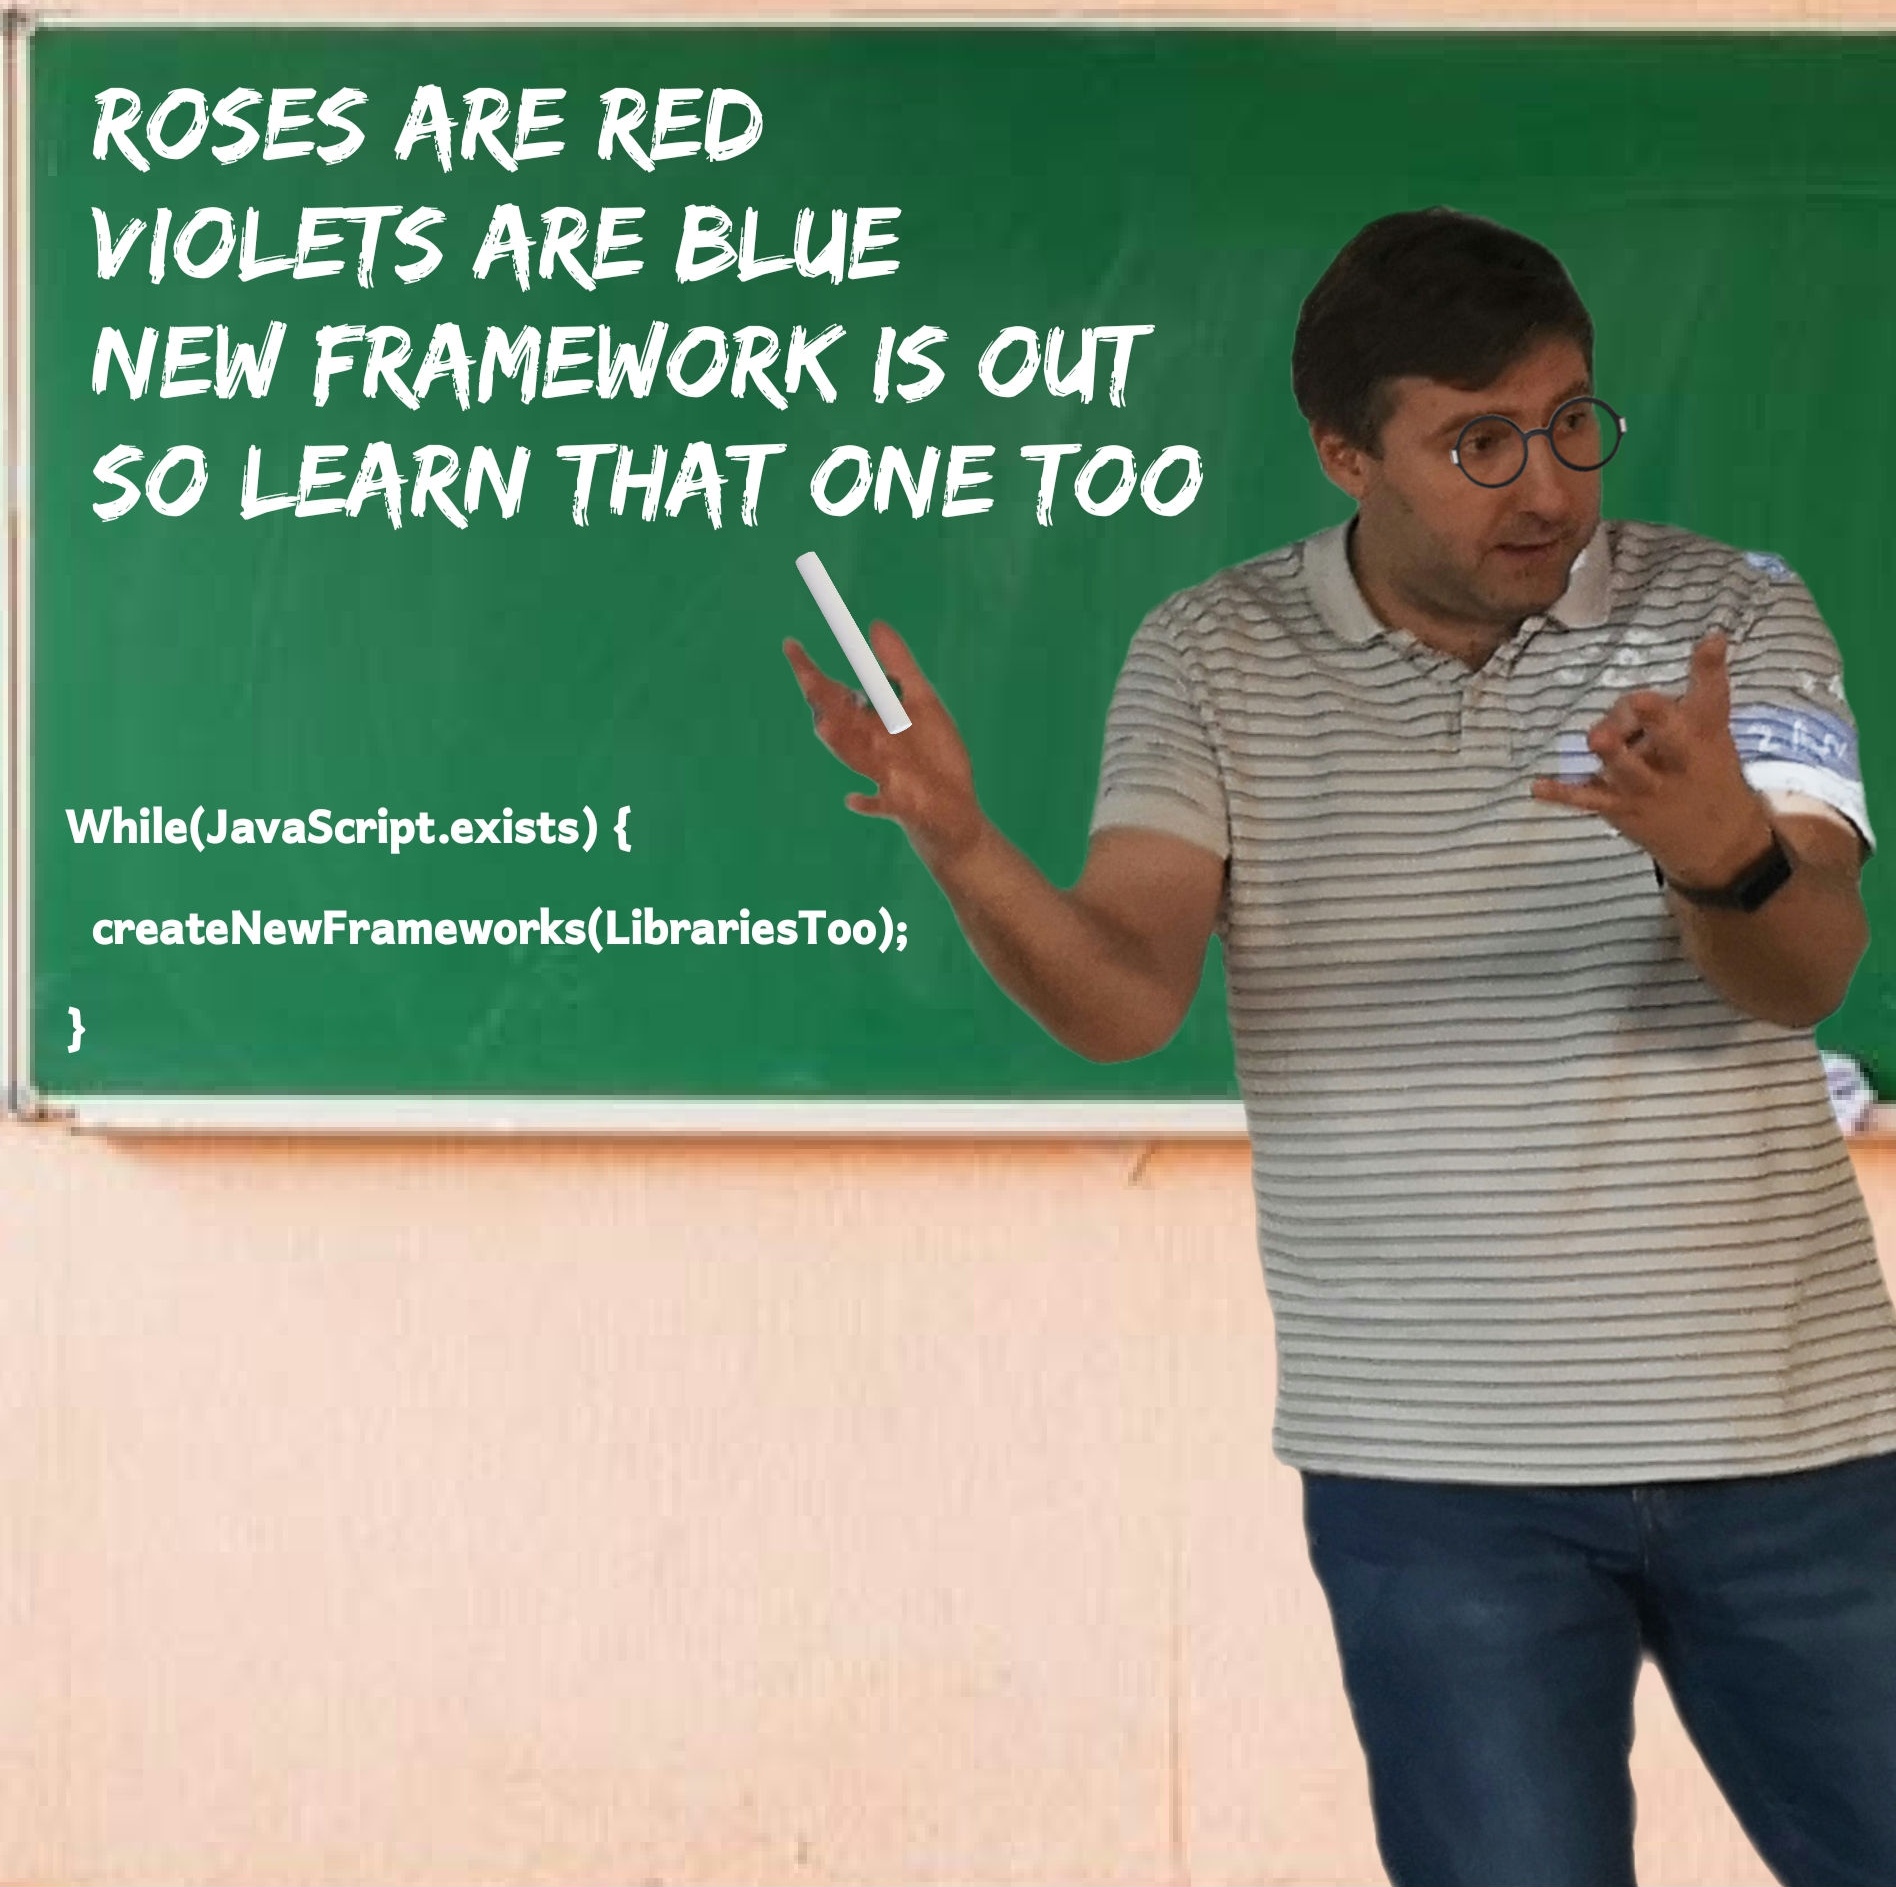 ROSES ARE RED
VIOLETS ARE BLUE
NEW FRAMEWORK IS OUT
SO LEARN THAT ONE TOO
While(JavaScript.exists) {
createNewFrameworks(LibrariesToo);
}